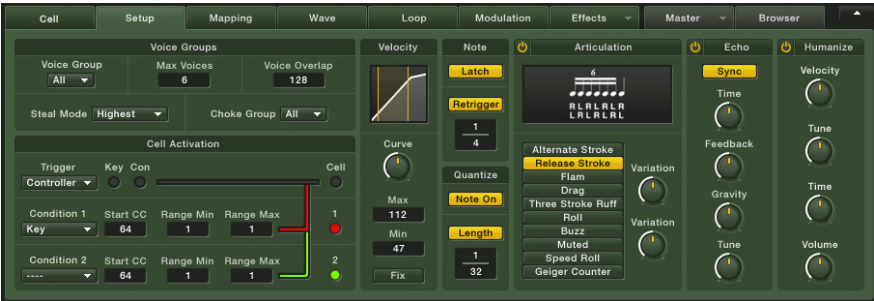 Cell Setup Mapping Wave Loop Modulation Effects Master Browser
Voice Groups
Voice Group Max Voices Voice Overlap
All 6 128
Steal Mode Highest Choke Group All
Cell Activation
Trigger Key Con Cell
Controller
Condition 1 Start CC Range Min Range Max 1
Key 64 1 1
Condition 2 Start CC Range Min Range Max 2
---- 64 1 1
Velocity
Curve
Max
112
Min
47
Fix
Note
Latch
Retrigger
1
4
Quantize
Note On
Length
1
32
Articulation
6
RLRLRLR
LRLRLRL
Alternate Stroke
Release Stroke
Flam
Drag
Three Stroke Ruff
Roll
Buzz
Muted
Speed Roll
Geiger Counter
Variation
Variation
Echo
Sync
Time
Feedback
Gravity
Tune
Humanize
Velocity
Tune
Time
Volume